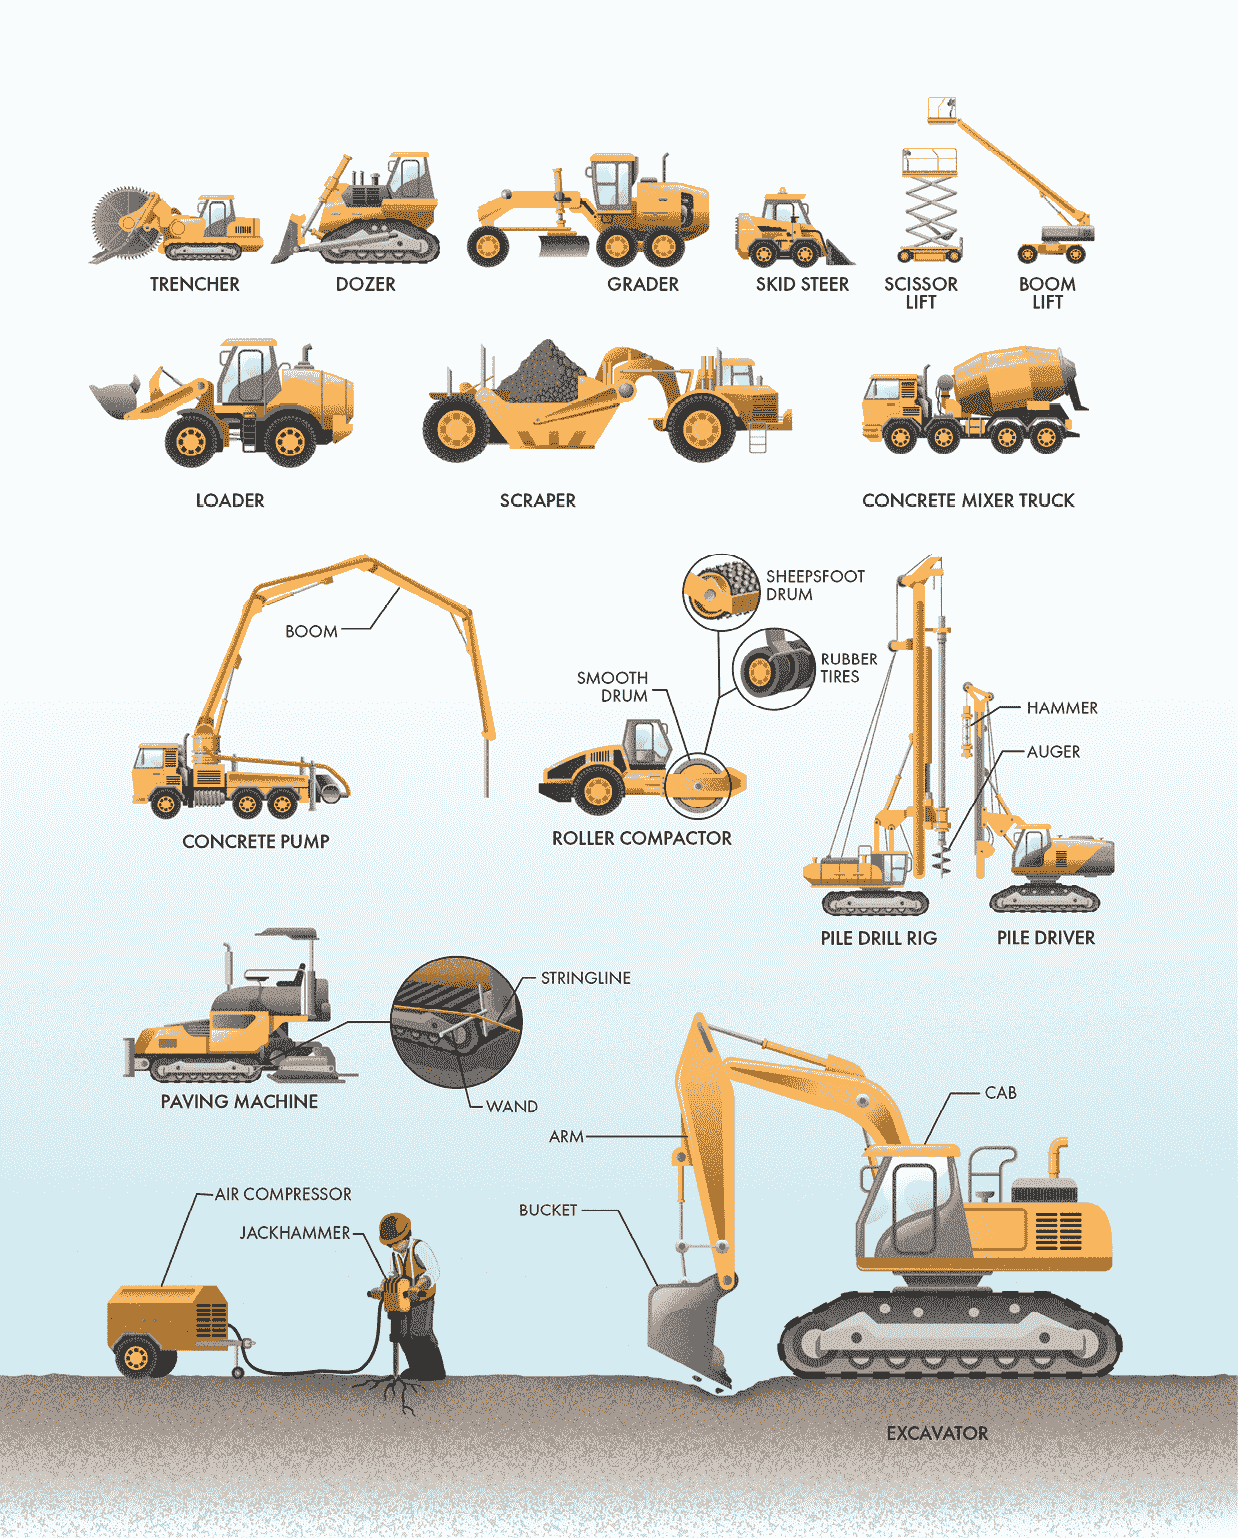 TRENCHER
DOZER
GRADER
SKID STEER
SCISSOR
LIFT
BOOM
LIFT
LOADER
SCRAPER
CONCRETE MIXER TRUCK
BOOM
CONCRETE PUMP
SHEEPSFOOT
DRUM
RUBBER
TIRES
SMOOTH
DRUM
ROLLER COMPACTOR
HAMMER
AUGER
PILE DRILL RIG
PILE DRIVER
STRINGLINE
WAND
PAVING MACHINE
AIR COMPRESSOR
JACKHAMMER
CAB
ARM
BUCKET
EXCAVATOR